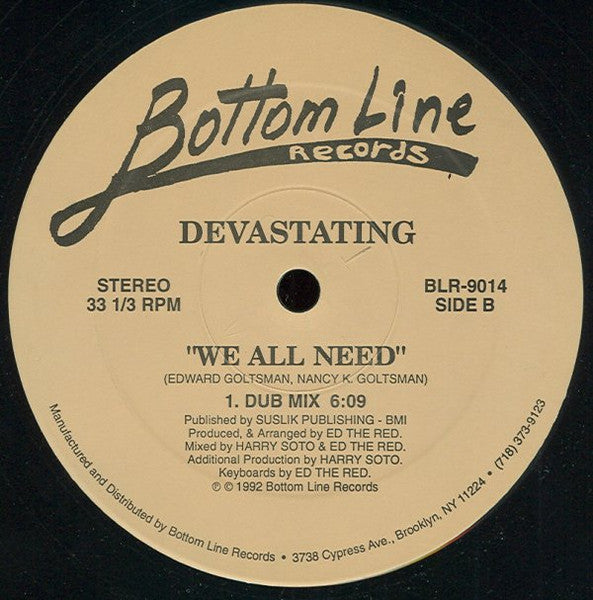 Bottom Line
Records
DEVASTATING
STEREO
33 1/3 RPM
BLR-9014
SIDE B
"WE ALL NEED"
(EDWARD GOLTSMAN, NANCY K. GOLTSMAN)
1. DUB MIX 6:09
Published by SUSLIK PUBLISHING - BMI
Produced, & Arranged by ED THE RED.
Mixed by HARRY SOTO & ED THE RED.
Additional Production by HARRY SOTO.
Keyboards by ED THE RED.
℗ © 1992 Bottom Line Records
Manufactured and Distributed by Bottom Line Records • 3738 Cypress Ave., Brooklyn, NY 11224 • (718) 373-9123